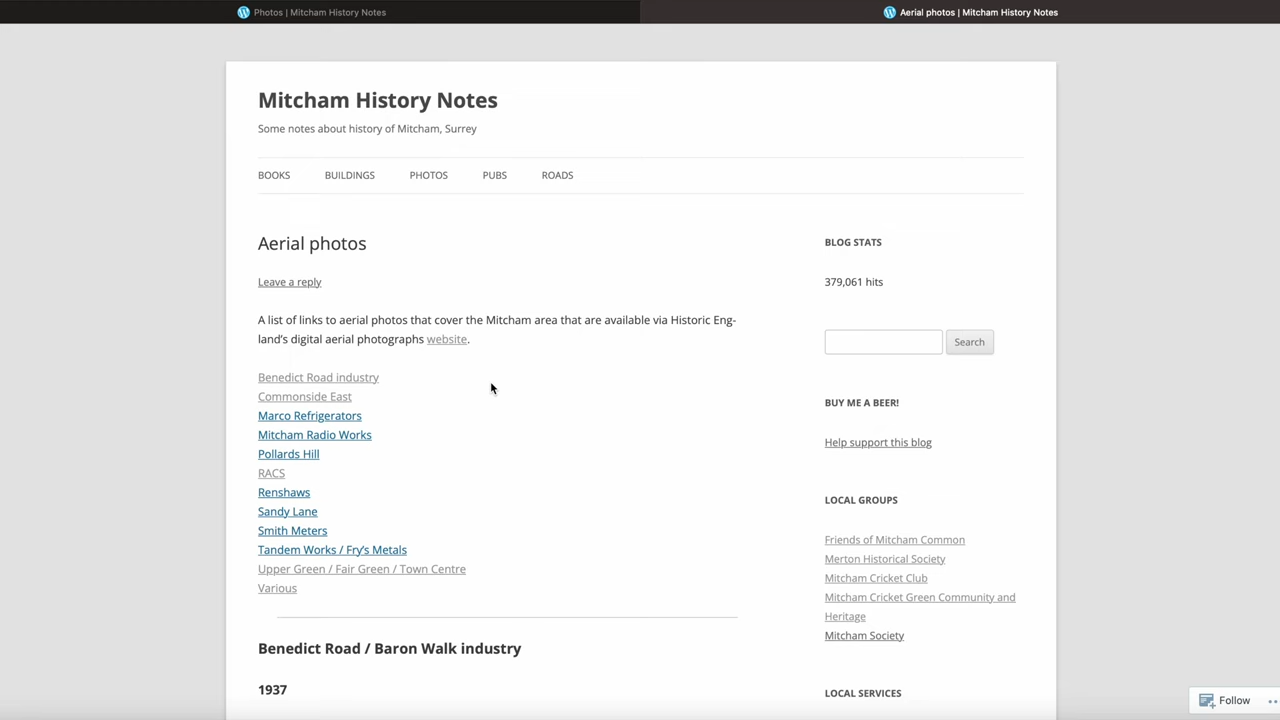 Photos | Mitcham History Notes
Aerial photos | Mitcham History Notes
Mitcham History Notes
Some notes about history of Mitcham, Surrey
BOOKS BUILDINGS PHOTOS PUBS ROADS
Aerial photos
Leave a reply
A list of links to aerial photos that cover the Mitcham area that are available via Historic Eng-
land's digital aerial photographs website.
Benedict Road industry
Commonside East
Marco Refrigerators
Mitcham Radio Works
Pollards Hill
RACS
Renshaws
Sandy Lane
Smith Meters
Tandem Works / Fry's Metals
Upper Green / Fair Green / Town Centre
Various
Benedict Road / Baron Walk industry
1937
BLOG STATS
379,061 hits
Search
BUY ME A BEER!
Help support this blog
LOCAL GROUPS
Friends of Mitcham Common
Merton Historical Society
Mitcham Cricket Club
Mitcham Cricket Green Community and
Heritage
Mitcham Society
LOCAL SERVICES
Follow